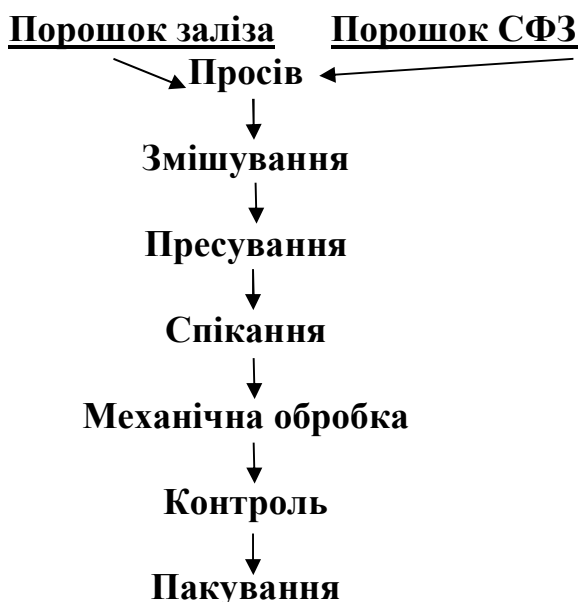 Порошок заліза Порошок СФЗ
Просів
Змішування
Пресування
Спікання
Механічна обробка
Контроль
Пакування